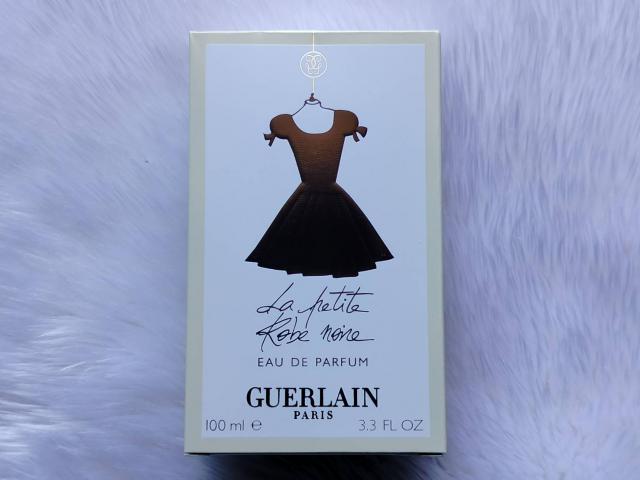 La petite
Robe noire
EAU DE PARFUM
GUERLAIN
PARIS
100 ml ℮ 3.3 FL OZ